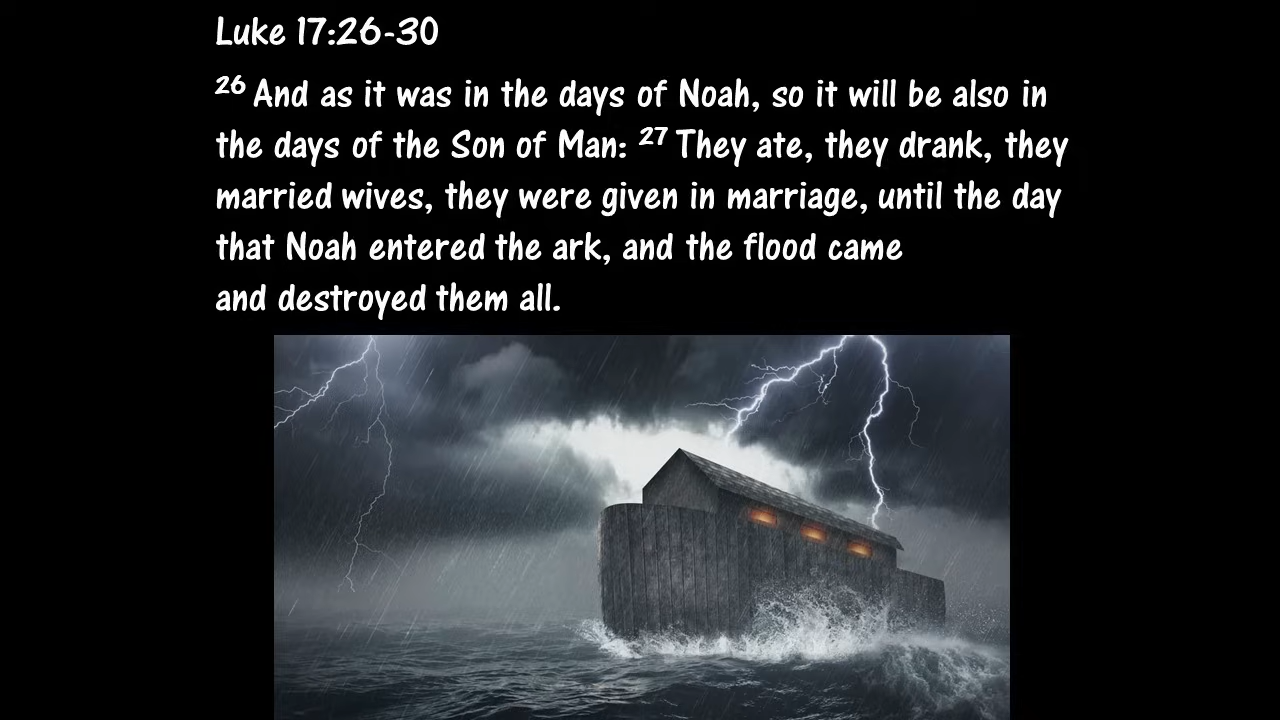 Luke 17:26-30
26 And as it was in the days of Noah, so it will be also in
the days of the Son of Man: 27 They ate, they drank, they
married wives, they were given in marriage, until the day
that Noah entered the ark, and the flood came
and destroyed them all.